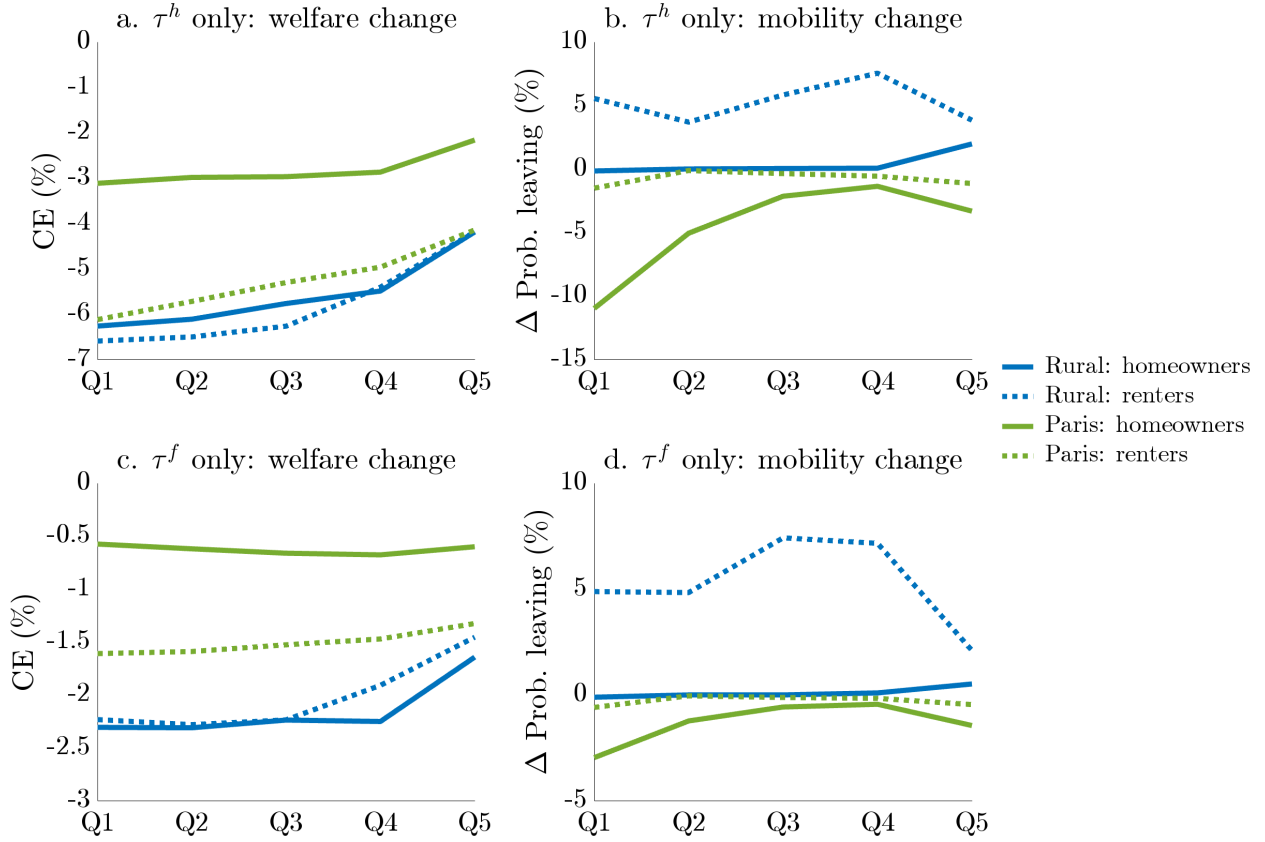 a. τ^h only: welfare change
CE (%)
0
-1
-2
-3
-4
-5
-6
-7
Q1 Q2 Q3 Q4 Q5
b. τ^h only: mobility change
Δ Prob. leaving (%)
10
5
0
-5
-10
-15
Q1 Q2 Q3 Q4 Q5
Rural: homeowners
Rural: renters
Paris: homeowners
Paris: renters
c. τ^f only: welfare change
CE (%)
0
-0.5
-1
-1.5
-2
-2.5
-3
Q1 Q2 Q3 Q4 Q5
d. τ^f only: mobility change
Δ Prob. leaving (%)
10
5
0
-5
Q1 Q2 Q3 Q4 Q5